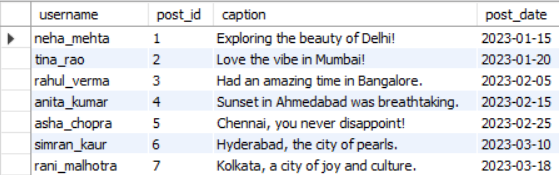 username post_id caption post_date
neha_mehta 1 Exploring the beauty of Delhi! 2023-01-15
tina_rao 2 Love the vibe in Mumbai! 2023-01-20
rahul_verma 3 Had an amazing time in Bangalore. 2023-02-05
anita_kumar 4 Sunset in Ahmedabad was breathtaking. 2023-02-15
asha_chopra 5 Chennai, you never disappoint! 2023-02-25
simran_kaur 6 Hyderabad, the city of pearls. 2023-03-10
rani_malhotra 7 Kolkata, a city of joy and culture. 2023-03-18